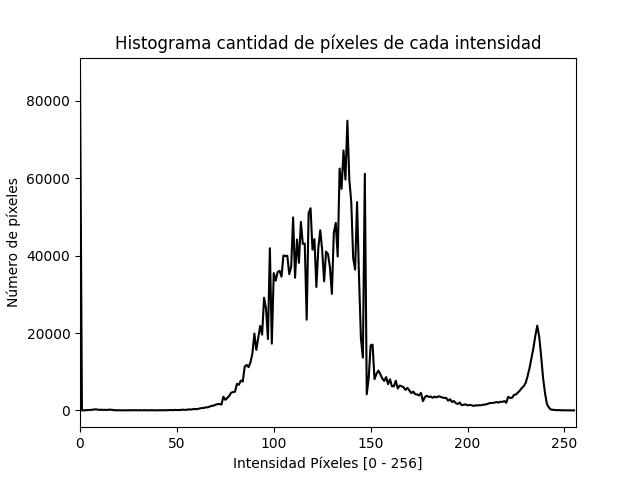 Histograma cantidad de píxeles de cada intensidad
80000
60000
40000
20000
0
Número de píxeles
0 50 100 150 200 250
Intensidad Píxeles [0 - 256]